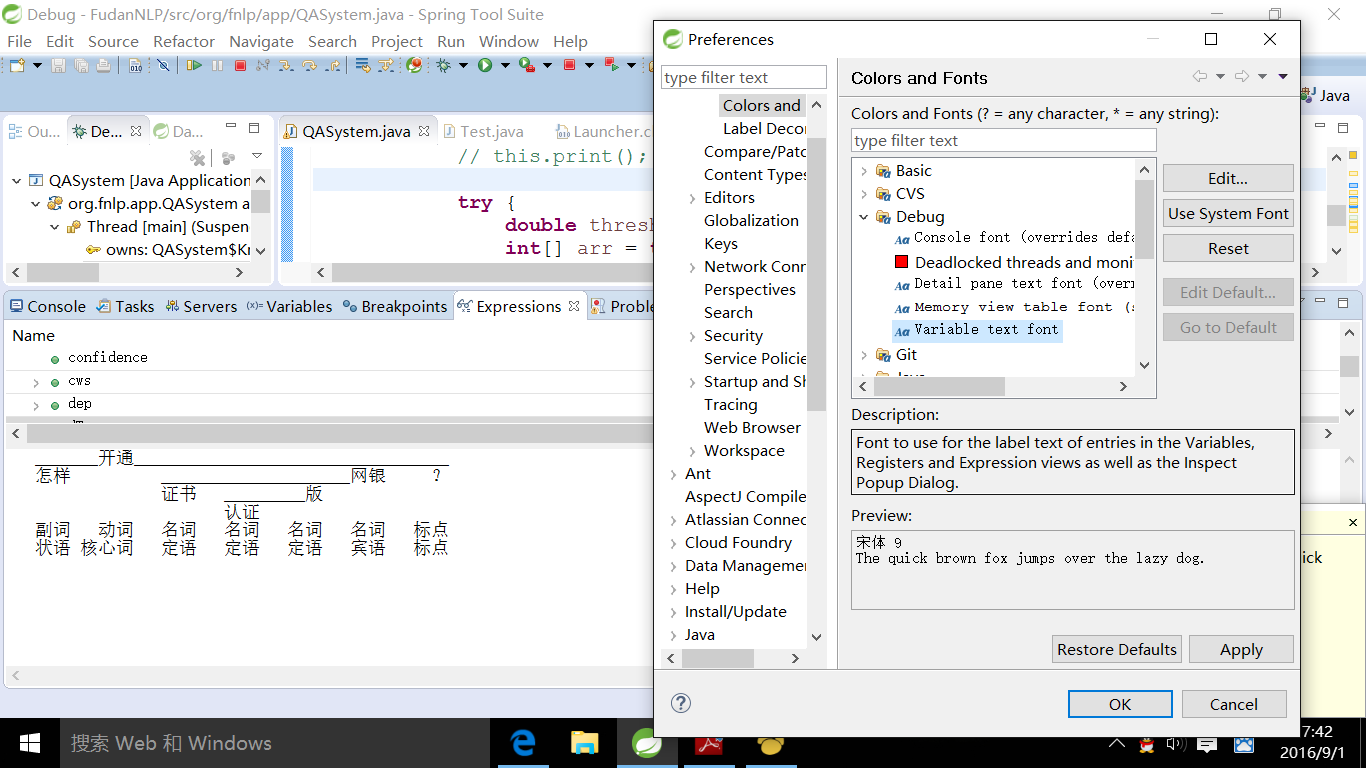 Debug - FudanNLP/src/org/fnlp/app/QASystem.java - Spring Tool Suite
File Edit Source Refactor Navigate Search Project Run Window Help
Java
Ou... De... Da...
QASystem [Java Application
org.fnlp.app.QASystem a
Thread [main] (Suspen
owns: QASystem$Kn
QASystem.java Test.java Launcher.c
// this.print();
try {
double thresh
int[] arr =
Console Tasks Servers (x)= Variables Breakpoints Expressions Proble
Name
confidence
cws
dep
开通
怎样 网银 ?
证书 版
认证
副词 动词 名词 名词 名词 名词 标点
状语 核心词 定语 定语 定语 宾语 标点
Preferences
type filter text
Colors and
Label Decor
Compare/Patc
Content Types
Editors
Globalization
Keys
Network Conn
Perspectives
Search
Security
Service Policie
Startup and Sh
Tracing
Web Browser
Workspace
Ant
AspectJ Compile
Atlassian Connec
Cloud Foundry
Data Managemen
Help
Install/Update
Java
Colors and Fonts
Colors and Fonts (? = any character, * = any string):
type filter text
Basic
CVS
Debug
Console font (overrides defa
Deadlocked threads and moni
Detail pane text font (overr
Memory view table font (s
Variable text font
Git
Java
Edit...
Use System Font
Reset
Edit Default...
Go to Default
Description:
Font to use for the label text of entries in the Variables,
Registers and Expression views as well as the Inspect
Popup Dialog.
Preview:
宋体 9
The quick brown fox jumps over the lazy dog.
Restore Defaults Apply
OK Cancel
ick
搜索 Web 和 Windows
7:42
2016/9/1